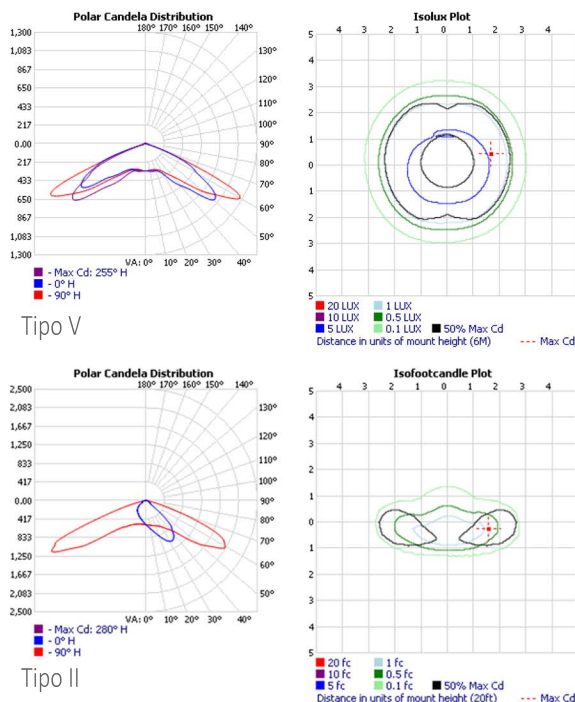 Polar Candela Distribution
1,300
1,083
867
650
433
217
0.00
217
433
650
867
1,083
1,300
180° 160° 150° 140°
130°
120°
110°
100°
90°
80°
70°
60°
50°
VA: 0° 10° 20° 30° 40°
- Max Cd: 255° H
- 0° H
- 90° H
Tipo V
Isolux Plot
4 3 2 1 0 1 2 3 4
5
4
3
2
1
0
1
2
3
4
5
20 LUX 1 LUX
10 LUX 0.5 LUX
5 LUX 0.1 LUX 50% Max Cd
Distance in units of mount height (6M) --- Max Cd
Polar Candela Distribution
2,500
2,083
1,667
1,250
833
417
0.00
417
833
1,250
1,667
2,083
2,500
180° 160° 150° 140°
130°
120°
110°
100°
90°
80°
70°
60°
50°
VA: 0° 10° 20° 30° 40°
- Max Cd: 280° H
- 0° H
- 90° H
Tipo II
Isofootcandle Plot
4 3 2 1 0 1 2 3 4
5
4
3
2
1
0
1
2
3
4
5
20 fc 1 fc
10 fc 0.5 fc
5 fc 0.1 fc 50% Max Cd
Distance in units of mount height (20ft) --- Max Cd